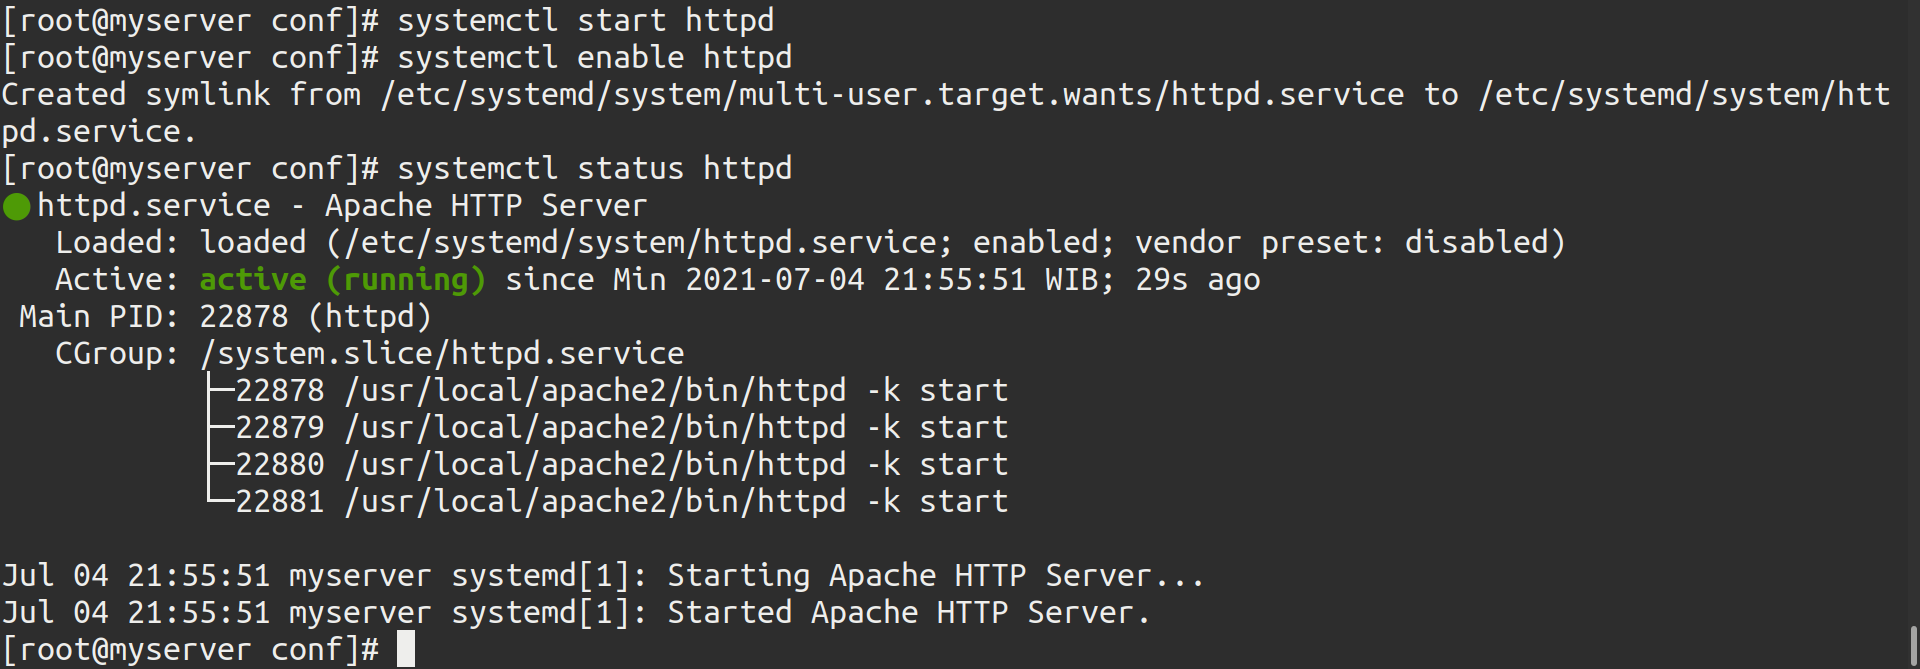 [root@myserver conf]# systemctl start httpd
[root@myserver conf]# systemctl enable httpd
Created symlink from /etc/systemd/system/multi-user.target.wants/httpd.service to /etc/systemd/system/htt
pd.service.
[root@myserver conf]# systemctl status httpd
● httpd.service - Apache HTTP Server
   Loaded: loaded (/etc/systemd/system/httpd.service; enabled; vendor preset: disabled)
   Active: active (running) since Min 2021-07-04 21:55:51 WIB; 29s ago
 Main PID: 22878 (httpd)
   CGroup: /system.slice/httpd.service
           ├─22878 /usr/local/apache2/bin/httpd -k start
           ├─22879 /usr/local/apache2/bin/httpd -k start
           ├─22880 /usr/local/apache2/bin/httpd -k start
           └─22881 /usr/local/apache2/bin/httpd -k start

Jul 04 21:55:51 myserver systemd[1]: Starting Apache HTTP Server...
Jul 04 21:55:51 myserver systemd[1]: Started Apache HTTP Server.
[root@myserver conf]#